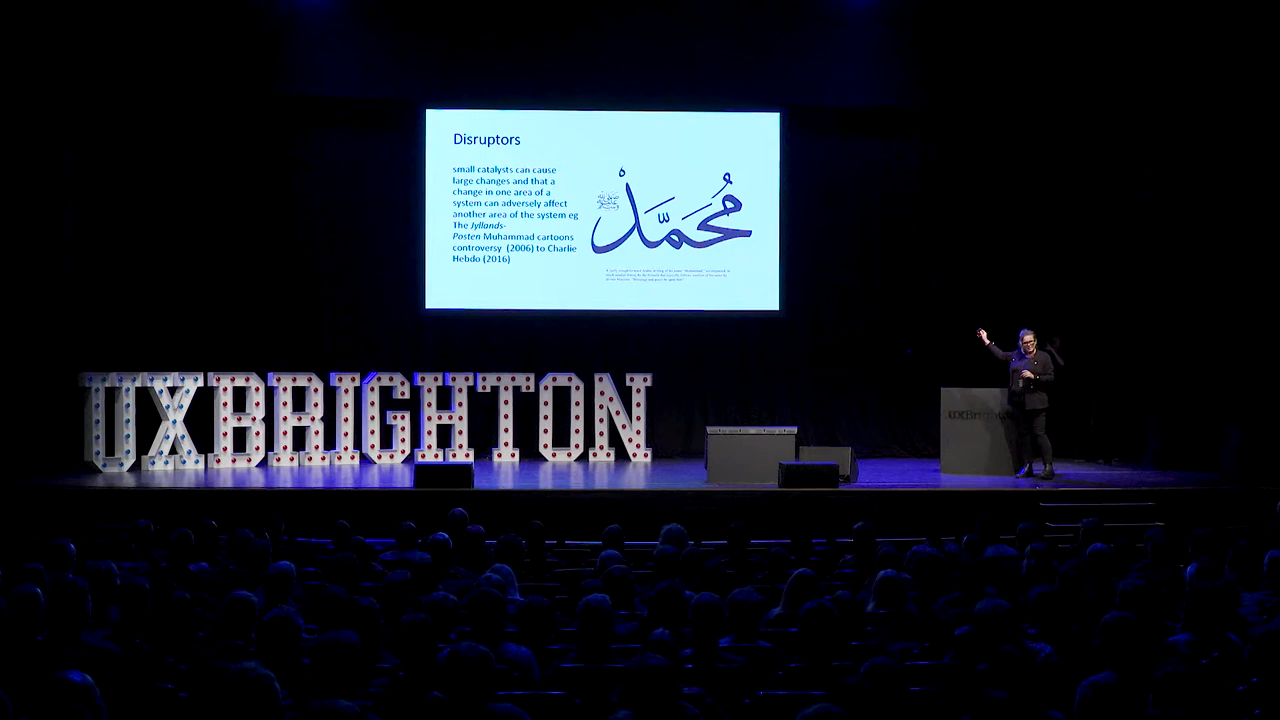 Disruptors
small catalysts can cause
large changes and that a
change in one area of a
system can adversely affect
another area of the system eg
The Jyllands-
Posten Muhammad cartoons
controversy (2006) to Charlie
Hebdo (2016)
مُحَمَّد
UXBRIGHTON